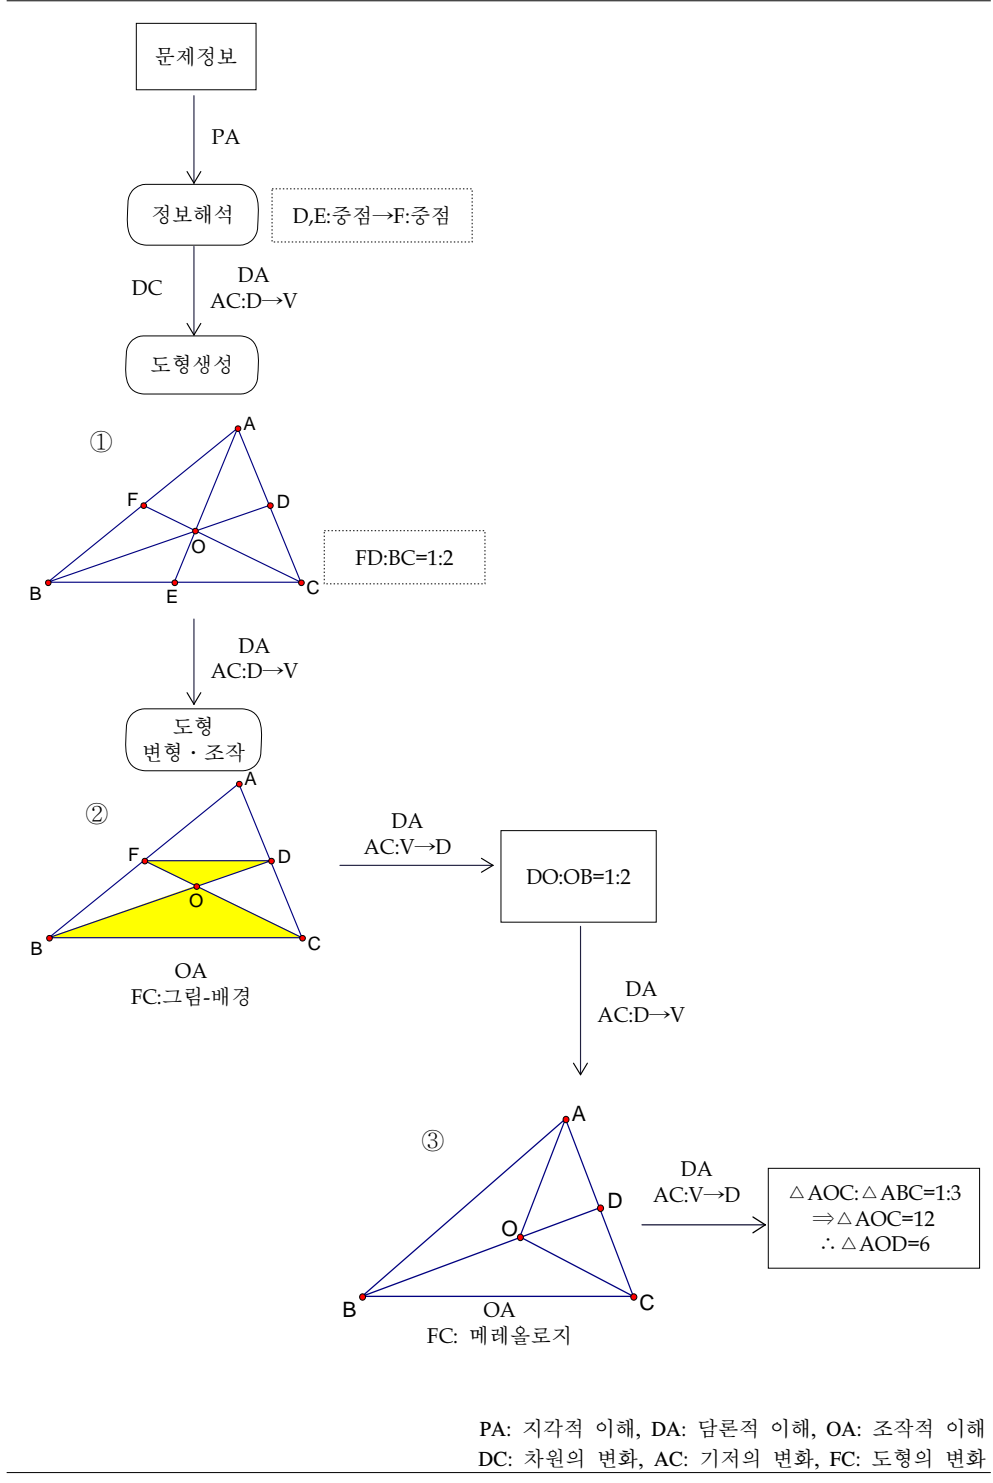 문제정보
PA
정보해석
D,E:중점→F:중점
DC
DA
AC:D→V
도형생성
①
A
F
D
O
B
E
C
FD:BC=1:2
DA
AC:D→V
도형
변형·조작
②
A
F
D
O
B
C
OA
FC:그림-배경
DA
AC:V→D
DO:OB=1:2
DA
AC:D→V
③
A
D
O
B
C
OA
FC: 메레올로지
DA
AC:V→D
△AOC:△ABC=1:3
⇒△AOC=12
∴△AOD=6
PA: 지각적 이해, DA: 담론적 이해, OA: 조작적 이해
DC: 차원의 변화, AC: 기저의 변화, FC: 도형의 변화